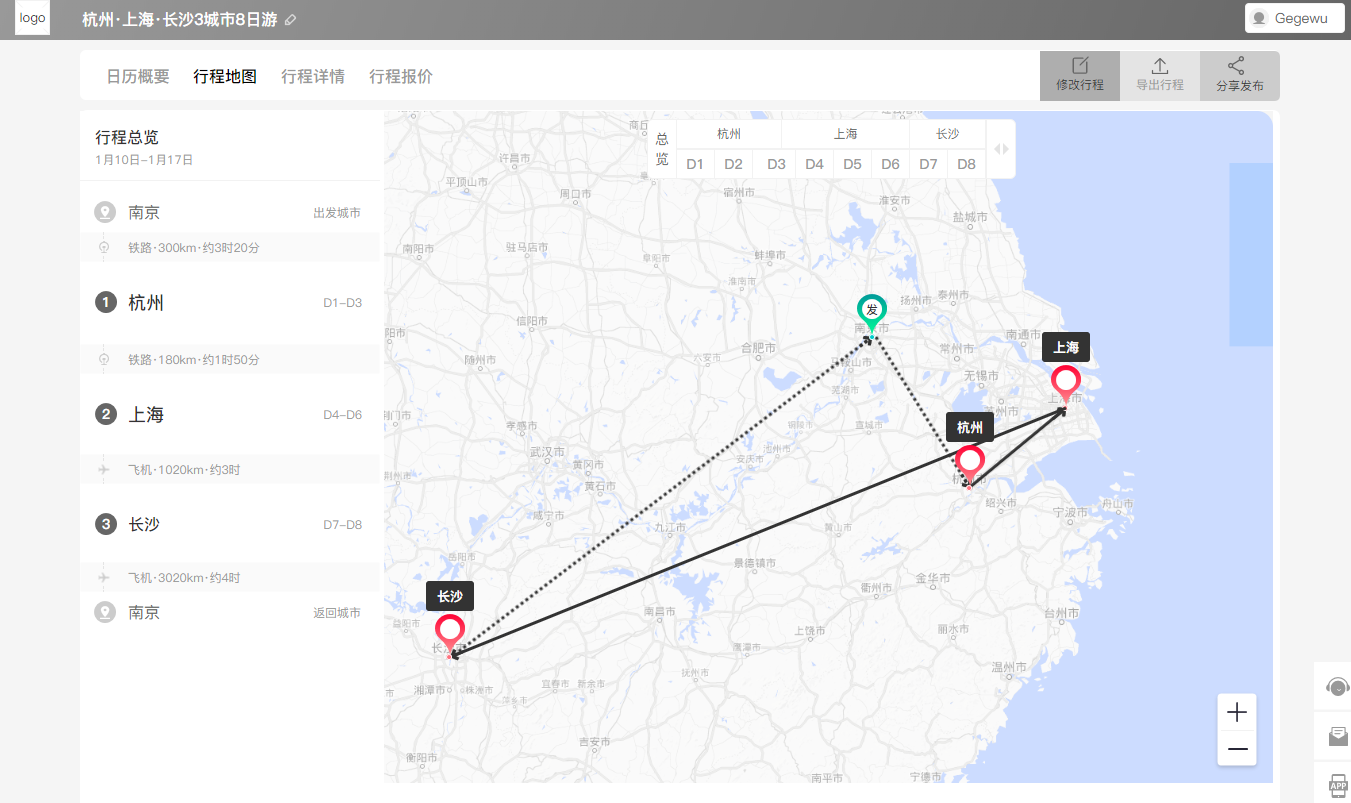 logo
杭州·上海·长沙3城市8日游
Gegewu
日历概要
行程地图
行程详情
行程报价
修改行程
导出行程
分享发布
行程总览
1月10日-1月17日
南京
出发城市
铁路·300km·约3时20分
1
杭州
D1-D3
铁路·180km·约1时50分
2
上海
D4-D6
飞机·1020km·约3时
3
长沙
D7-D8
飞机·3020km·约4时
南京
返回城市
总览
杭州
上海
长沙
D1
D2
D3
D4
D5
D6
D7
D8
许昌市
平顶山市
周口市
宿州市
淮安市
盐城市
南阳市
驻马店市
阜阳市
蚌埠市
淮南市
扬州市
泰州市
发
信阳市
南通市
阳市
随州市
六安市
合肥市
马鞍山市
常州市
上海
无锡市
芜湖市
荆门市
孝感市
铜陵市
宣城市
杭州
武汉市
黄冈市
安庆市
池州市
荆州市
黄石市
绍兴市
宁波市
舟山市
咸宁市
九江市
黄山市
岳阳市
景德镇市
衢州市
金华市
长沙
南昌市
台州市
益阳市
上饶市
丽水市
鹰潭市
抚州市
温州市
湘潭市
株洲市
宜春市
新余市
萍乡市
衡阳市
吉安市
南平市
宁德市
APP